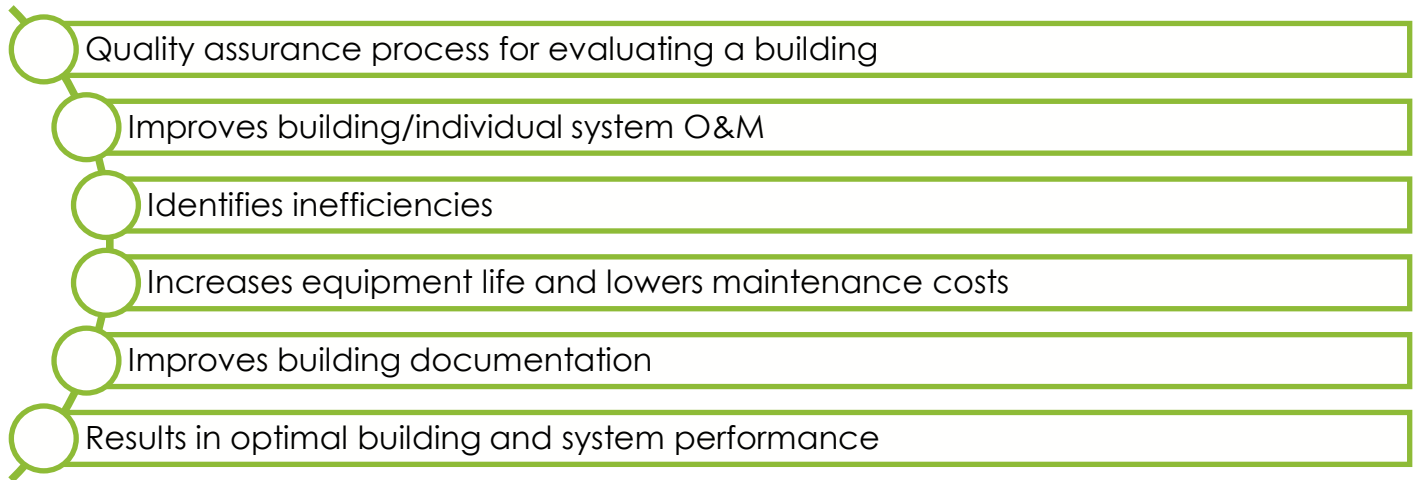 Quality assurance process for evaluating a building
Improves building/individual system O&M
Identifies inefficiencies
Increases equipment life and lowers maintenance costs
Improves building documentation
Results in optimal building and system performance